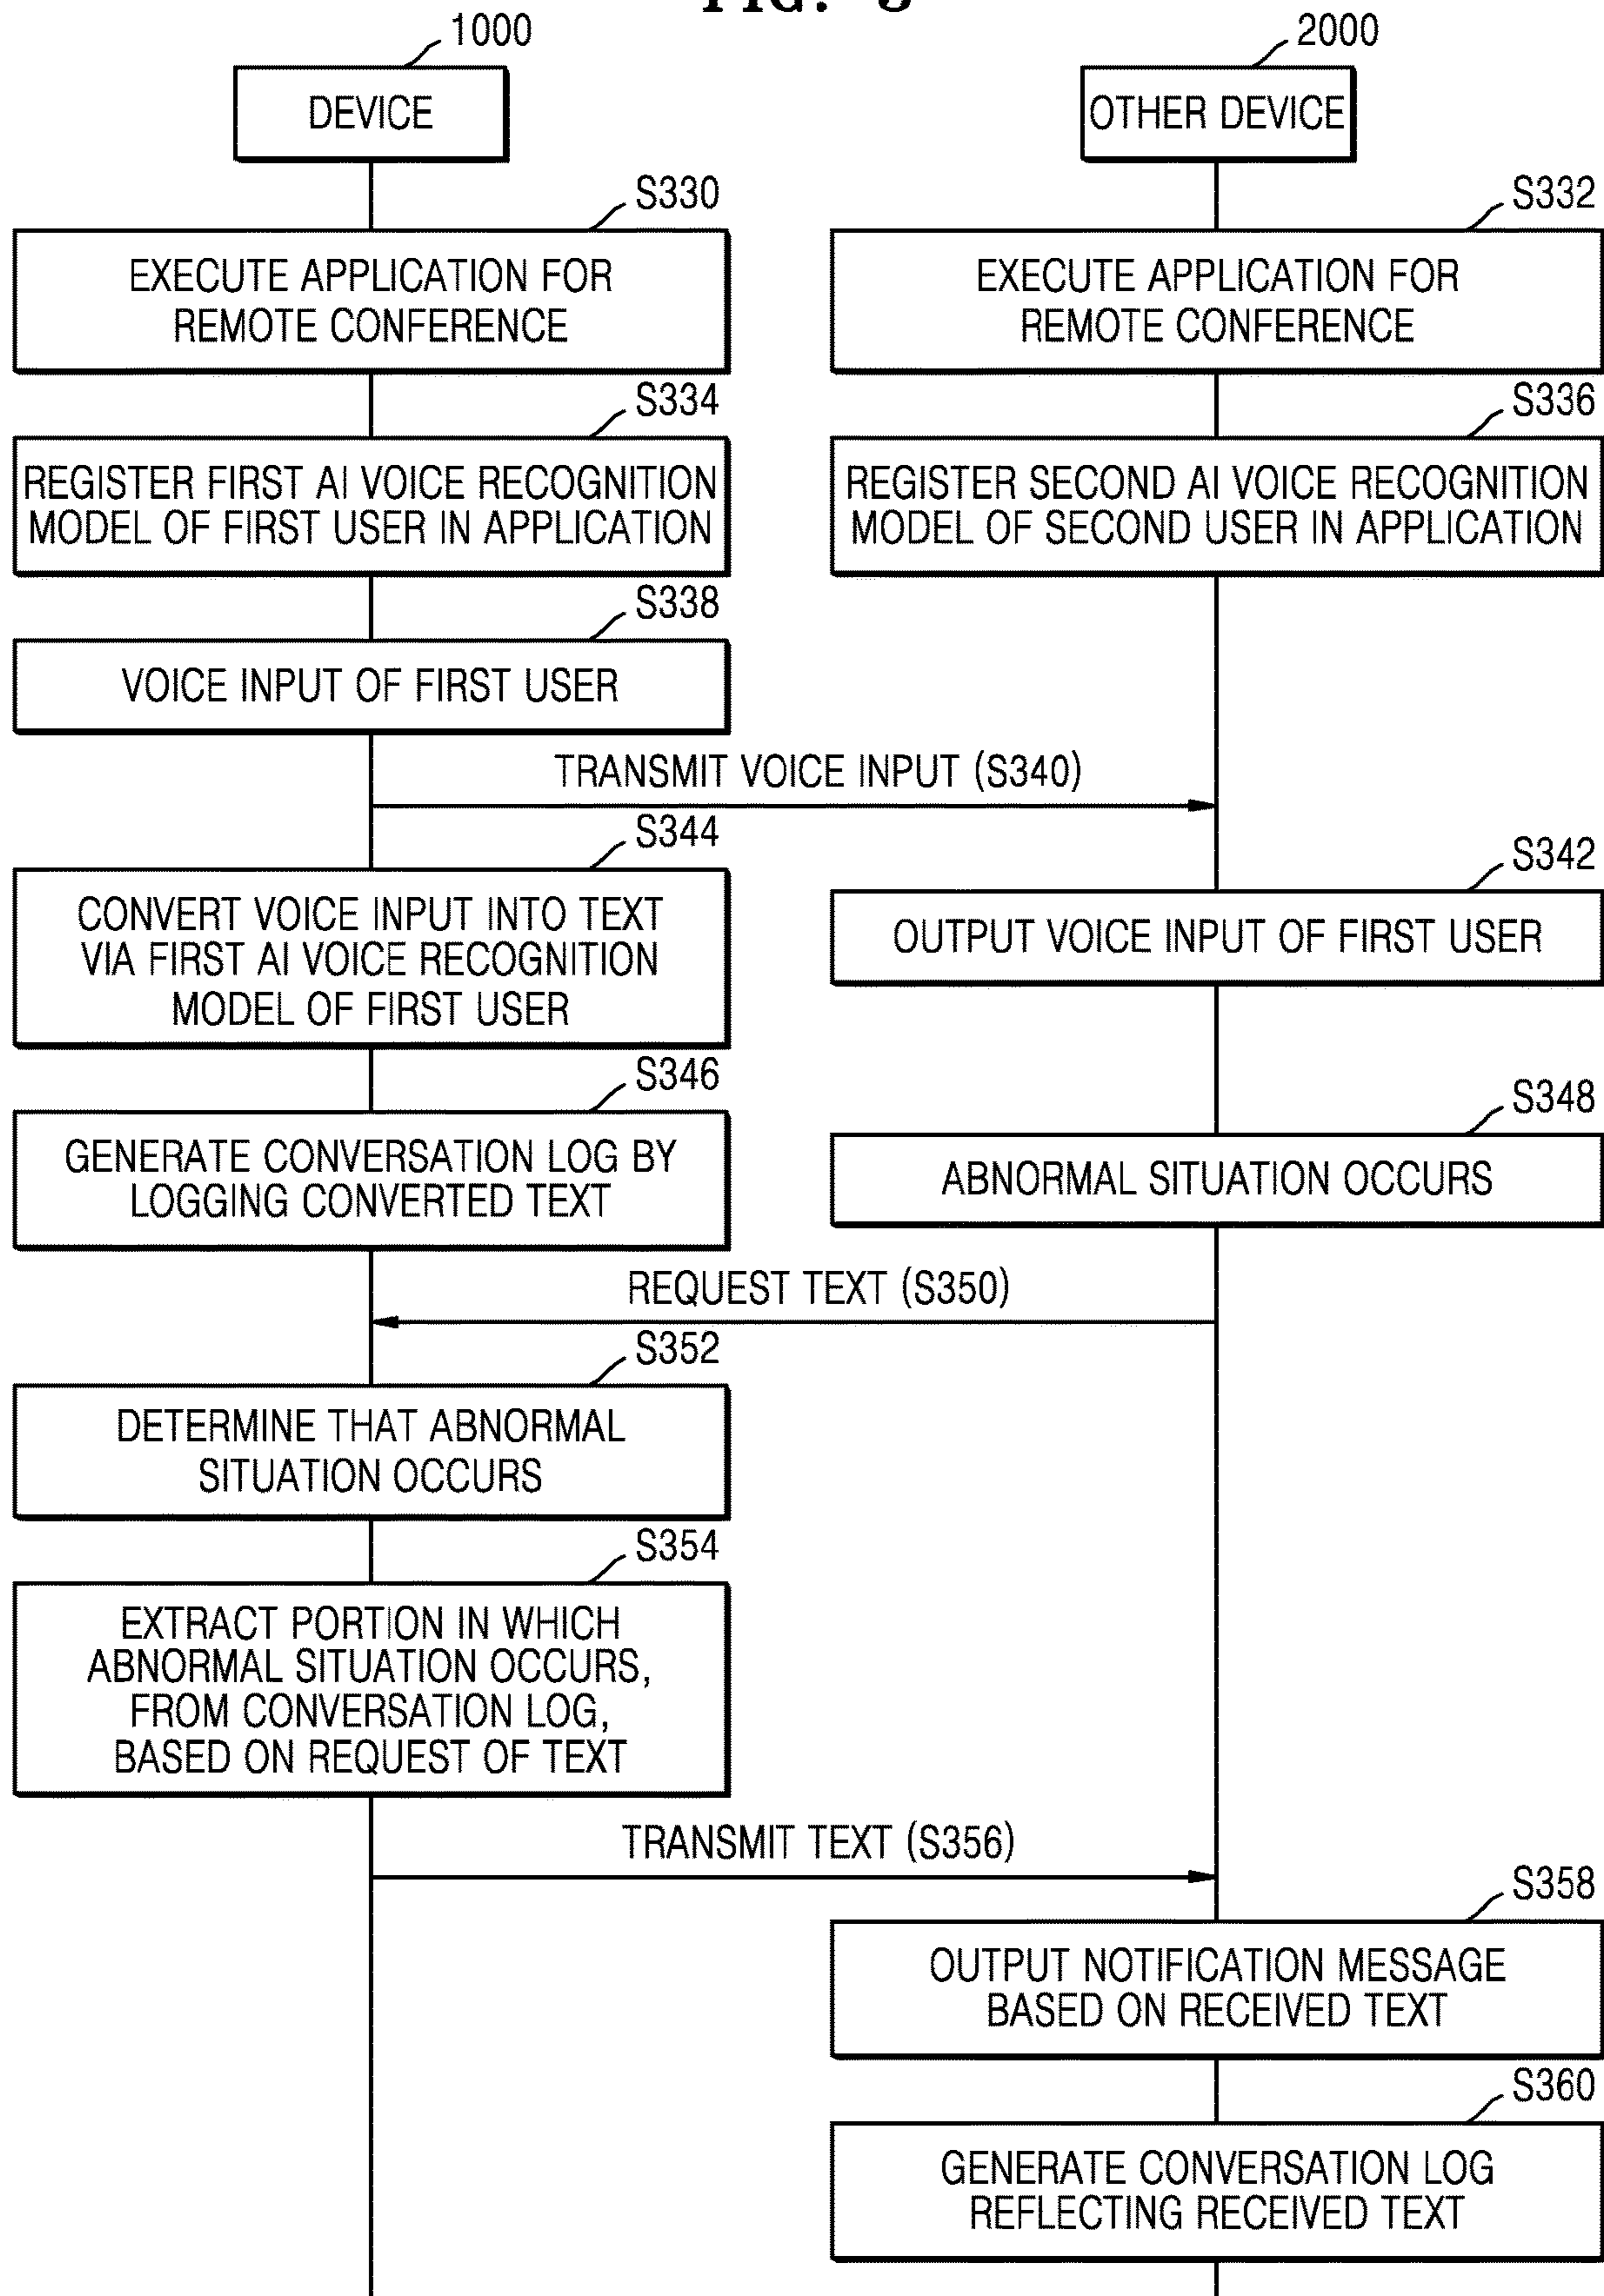 1000
2000
DEVICE
OTHER DEVICE
S330
S332
EXECUTE APPLICATION FOR
REMOTE CONFERENCE
EXECUTE APPLICATION FOR
REMOTE CONFERENCE
S334
S336
REGISTER FIRST AI VOICE RECOGNITION
MODEL OF FIRST USER IN APPLICATION
REGISTER SECOND AI VOICE RECOGNITION
MODEL OF SECOND USER IN APPLICATION
S338
VOICE INPUT OF FIRST USER
TRANSMIT VOICE INPUT (S340)
S344
S342
CONVERT VOICE INPUT INTO TEXT
VIA FIRST AI VOICE RECOGNITION
MODEL OF FIRST USER
OUTPUT VOICE INPUT OF FIRST USER
S346
S348
GENERATE CONVERSATION LOG BY
LOGGING CONVERTED TEXT
ABNORMAL SITUATION OCCURS
REQUEST TEXT (S350)
S352
DETERMINE THAT ABNORMAL
SITUATION OCCURS
S354
EXTRACT PORTION IN WHICH
ABNORMAL SITUATION OCCURS,
FROM CONVERSATION LOG,
BASED ON REQUEST OF TEXT
TRANSMIT TEXT (S356)
S358
OUTPUT NOTIFICATION MESSAGE
BASED ON RECEIVED TEXT
S360
GENERATE CONVERSATION LOG
REFLECTING RECEIVED TEXT